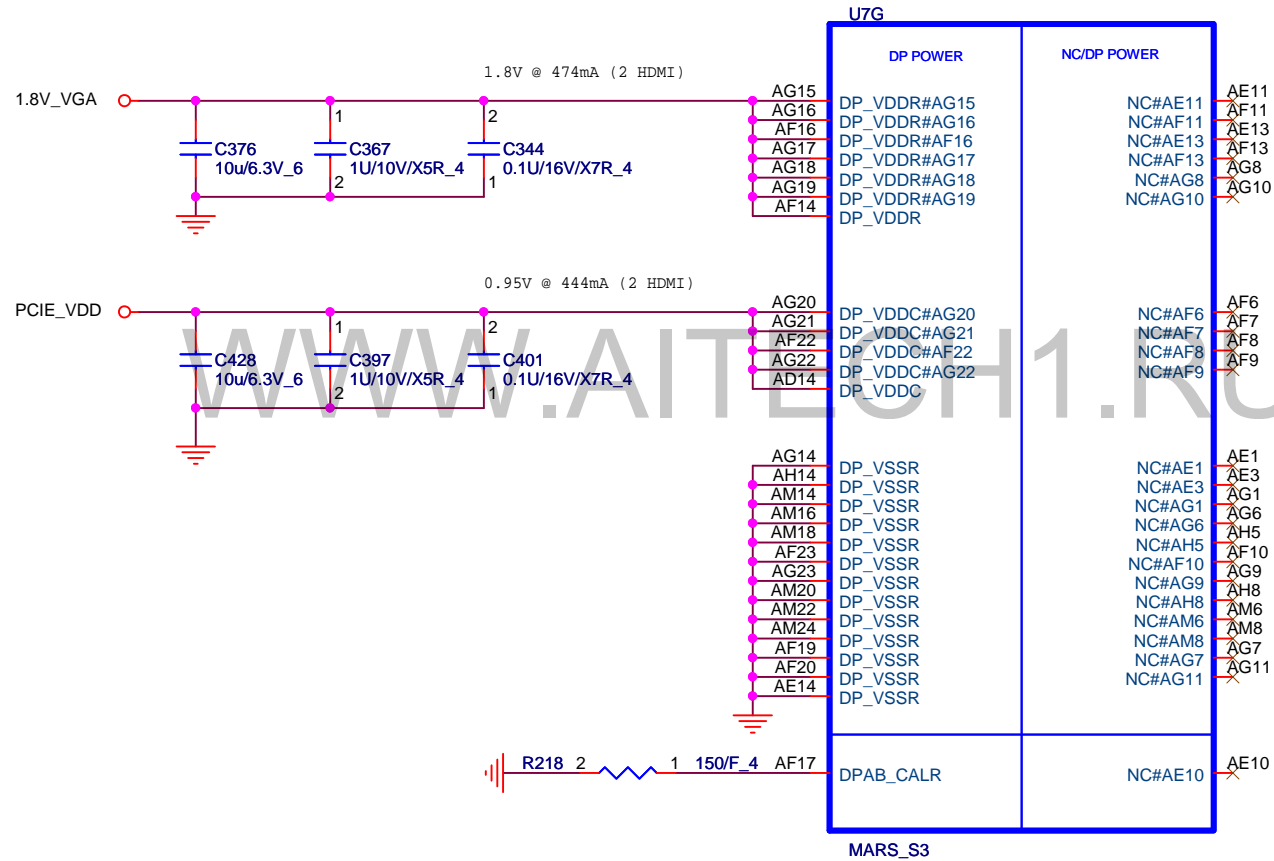 U7G
DP POWER NC/DP POWER
1.8V @ 474mA (2 HDMI)
1.8V_VGA
AG15 DP_VDDR#AG15 NC#AE11 AE11
AG16 DP_VDDR#AG16 NC#AF11 AF11
AF16 DP_VDDR#AF16 NC#AE13 AE13
AG17 DP_VDDR#AG17 NC#AF13 AF13
AG18 DP_VDDR#AG18 NC#AG8 AG8
AG19 DP_VDDR#AG19 NC#AG10 AG10
AF14 DP_VDDR
1 2
C376 C367 C344
10u/6.3V_6 1U/10V/X5R_4 0.1U/16V/X7R_4
2 1
0.95V @ 444mA (2 HDMI)
PCIE_VDD
AG20 DP_VDDC#AG20 NC#AF6 AF6
AG21 DP_VDDC#AG21 NC#AF7 AF7
AF22 DP_VDDC#AF22 NC#AF8 AF8
AG22 DP_VDDC#AG22 NC#AF9 AF9
AD14 DP_VDDC
1 2
C428 C397 C401
10u/6.3V_6 1U/10V/X5R_4 0.1U/16V/X7R_4
2 1
WWW.AITECH1.RU
AG14 DP_VSSR NC#AE1 AE1
AH14 DP_VSSR NC#AE3 AE3
AM14 DP_VSSR NC#AG1 AG1
AM16 DP_VSSR NC#AG6 AG6
AM18 DP_VSSR NC#AH5 AH5
AF23 DP_VSSR NC#AF10 AF10
AG23 DP_VSSR NC#AG9 AG9
AM20 DP_VSSR NC#AH8 AH8
AM22 DP_VSSR NC#AM6 AM6
AM24 DP_VSSR NC#AM8 AM8
AF19 DP_VSSR NC#AG7 AG7
AF20 DP_VSSR NC#AG11 AG11
AE14 DP_VSSR
R218 2 1 150/F_4 AF17 DPAB_CALR NC#AE10 AE10
MARS_S3